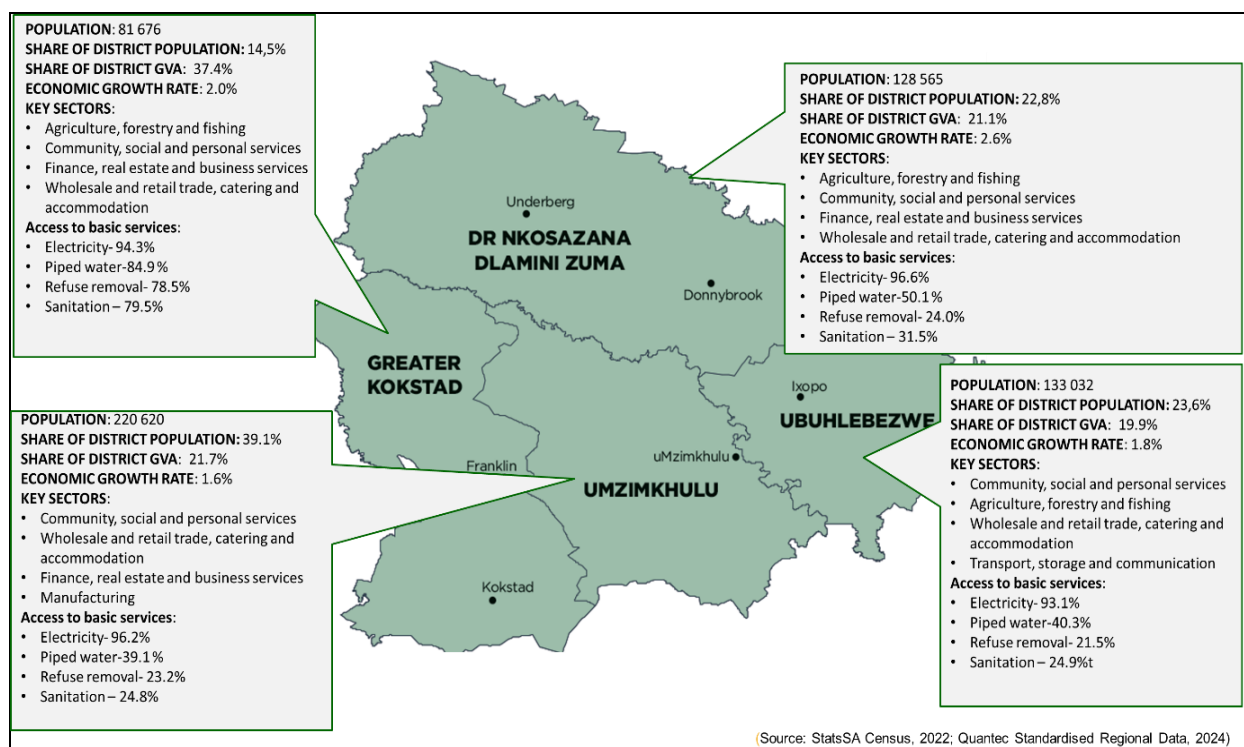 POPULATION: 81 676
SHARE OF DISTRICT POPULATION: 14,5%
SHARE OF DISTRICT GVA: 37.4%
ECONOMIC GROWTH RATE: 2.0%
KEY SECTORS:
• Agriculture, forestry and fishing
• Community, social and personal services
• Finance, real estate and business services
• Wholesale and retail trade, catering and
accommodation
Access to basic services:
• Electricity- 94.3%
• Piped water-84.9%
• Refuse removal- 78.5%
• Sanitation – 79.5%
POPULATION: 128 565
SHARE OF DISTRICT POPULATION: 22,8%
SHARE OF DISTRICT GVA: 21.1%
ECONOMIC GROWTH RATE: 2.6%
KEY SECTORS:
• Agriculture, forestry and fishing
• Community, social and personal services
• Finance, real estate and business services
• Wholesale and retail trade, catering and accommodation
Access to basic services:
• Electricity- 96.6%
• Piped water-50.1%
• Refuse removal- 24.0%
• Sanitation – 31.5%
Underberg
DR NKOSAZANA
DLAMINI ZUMA
Donnybrook
GREATER
KOKSTAD
Ixopo
UBUHLEBEZWE
uMzimkhulu
Franklin
UMZIMKHULU
Kokstad
POPULATION: 220 620
SHARE OF DISTRICT POPULATION: 39.1%
SHARE OF DISTRICT GVA: 21.7%
ECONOMIC GROWTH RATE: 1.6%
KEY SECTORS:
• Community, social and personal services
• Wholesale and retail trade, catering and
accommodation
• Finance, real estate and business services
• Manufacturing
Access to basic services:
• Electricity- 96.2%
• Piped water-39.1%
• Refuse removal- 23.2%
• Sanitation – 24.8%
POPULATION: 133 032
SHARE OF DISTRICT POPULATION: 23,6%
SHARE OF DISTRICT GVA: 19.9%
ECONOMIC GROWTH RATE: 1.8%
KEY SECTORS:
• Community, social and personal services
• Agriculture, forestry and fishing
• Wholesale and retail trade, catering and
accommodation
• Transport, storage and communication
Access to basic services:
• Electricity- 93.1%
• Piped water-40.3%
• Refuse removal- 21.5%
• Sanitation – 24.9%t
(Source: StatsSA Census, 2022; Quantec Standardised Regional Data, 2024)